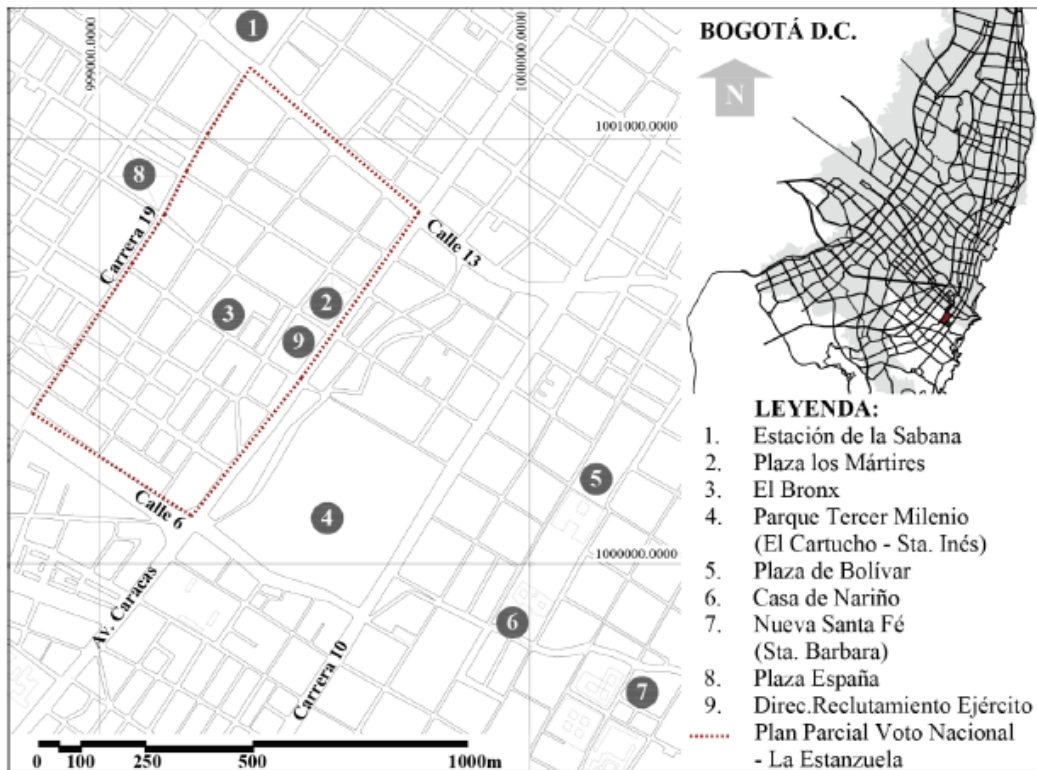 BOGOTÁ D.C.
N
999000.0000
1000000.0000
1001000.0000
1000000.0000
1
8
Carrera 19
Calle 13
2
3
9
5
4
Calle 6
Av. Caracas
6
Carrera 10
7
0 100 250 500 1000m
LEYENDA:
1. Estación de la Sabana
2. Plaza los Mártires
3. El Bronx
4. Parque Tercer Milenio
(El Cartucho - Sta. Inés)
5. Plaza de Bolívar
6. Casa de Nariño
7. Nueva Santa Fé
(Sta. Barbara)
8. Plaza España
9. Direc.Reclutamiento Ejército
Plan Parcial Voto Nacional
- La Estanzuela